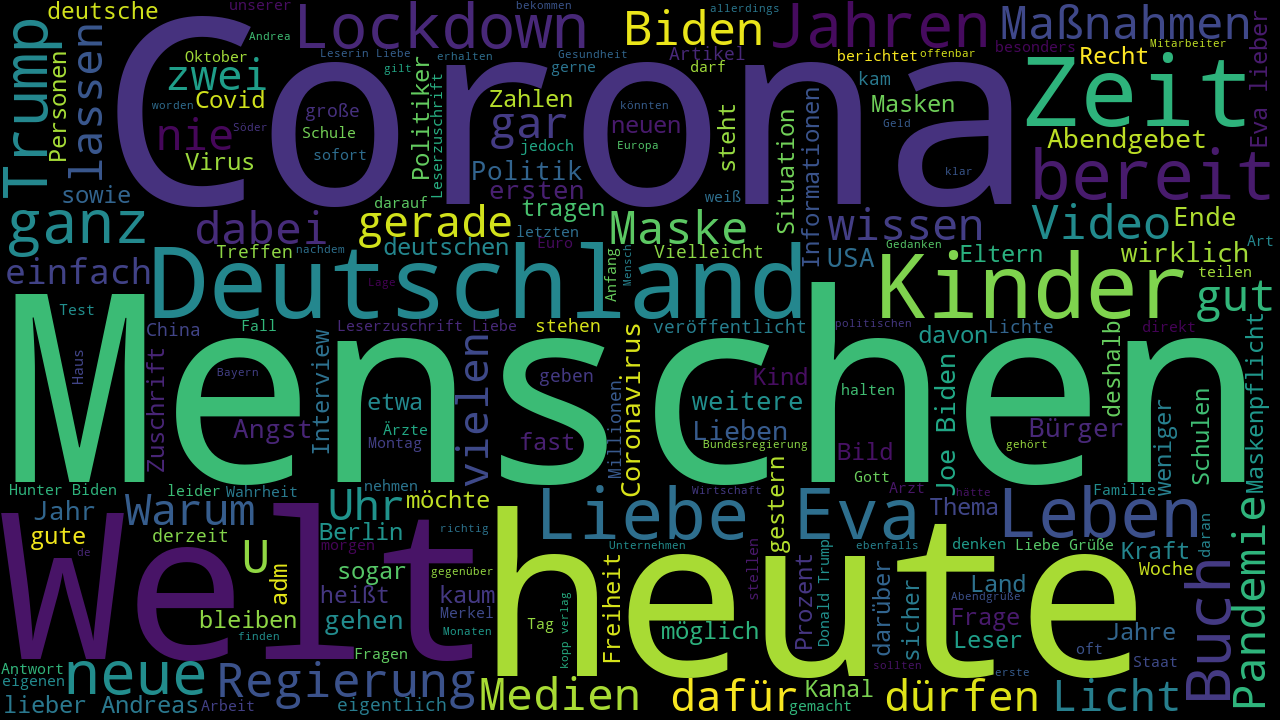 deutsche
unserer
bekommen
allerdings
Andrea
Lockdown
Biden
Jahren
Maßnahmen
Trump
Personen
lassen
Oktober
zwei
Covid
nie
worden
Söder
Virus
sowie
Corona
Leserin Liebe
erhalten
Gesundheit
gilt
gerne
Artikel
darf
berichtet
offenbar
besonders
Recht
Mitarbeiter
kam
große
Schule
sofort
Politiker
Leserzuschrift
Zahlen
gar
jedoch
Politik
ersten
könnten
neuen
Europa
steht
Situation
Informationen
Masken
Geld
klar
Zeit
Abendgebet
Eva lieber
bereit
weiß
darauf
ganz
dabei
gerade
tragen
letzten
Maske
wissen
Video
Ende
Treffen
nachdem
deutschen
Euro
Vielleicht
Mensch
Anfang
USA
Gedanken
Eltern
wirklich
Art
teilen
einfach
Deutschland
Lage
Kinder
gut
Test
China
Fall
Leserzuschrift Liebe
stehen
veröffentlicht
politischen
davon
Lichte
direkt
Haus
Zuschrift
Bayern
Interview
vielen
geben
Coronavirus
Millionen
Kind
halten
deshalb
Maskenpflicht
Menschen
etwa
Ärzte
Montag
Angst
fast
weitere
Lieben
Bundesregierung
Bild
Joe Biden
Bürger
gehört
Weniger
Schulen
Gott
Hunter Biden
leider
Wahrheit
nehmen
Wirtschaft
Arzt
hätte
Familie
Jahr
Warum
Uhr
möchte
Liebe
gestern
Eva
Thema
Leben
gute
derzeit
Berlin
richtig
Pandemie
daran
de
U
adm
morgen
Unternehmen
ebenfalls
denken
Liebe Grüße
Kraft
Woche
Welt
sogar
gegenüber
heute
Freiheit
stellen
Prozent
Donald Trump
darüber
sicher
Land
Abendgrüße
Buch
heißt
kaum
Merkel
bleiben
gehen
Monaten
finden
Tag
kopp verlag
möglich
Frage
Leser
Jahre
oft
Staat
Fragen
Antwort
eigenen
neue
Regierung
sollten
erste
lieber Andreas
Arbeit
eigentlich
Medien
dafür
Kanal
gemacht
dürfen
Licht